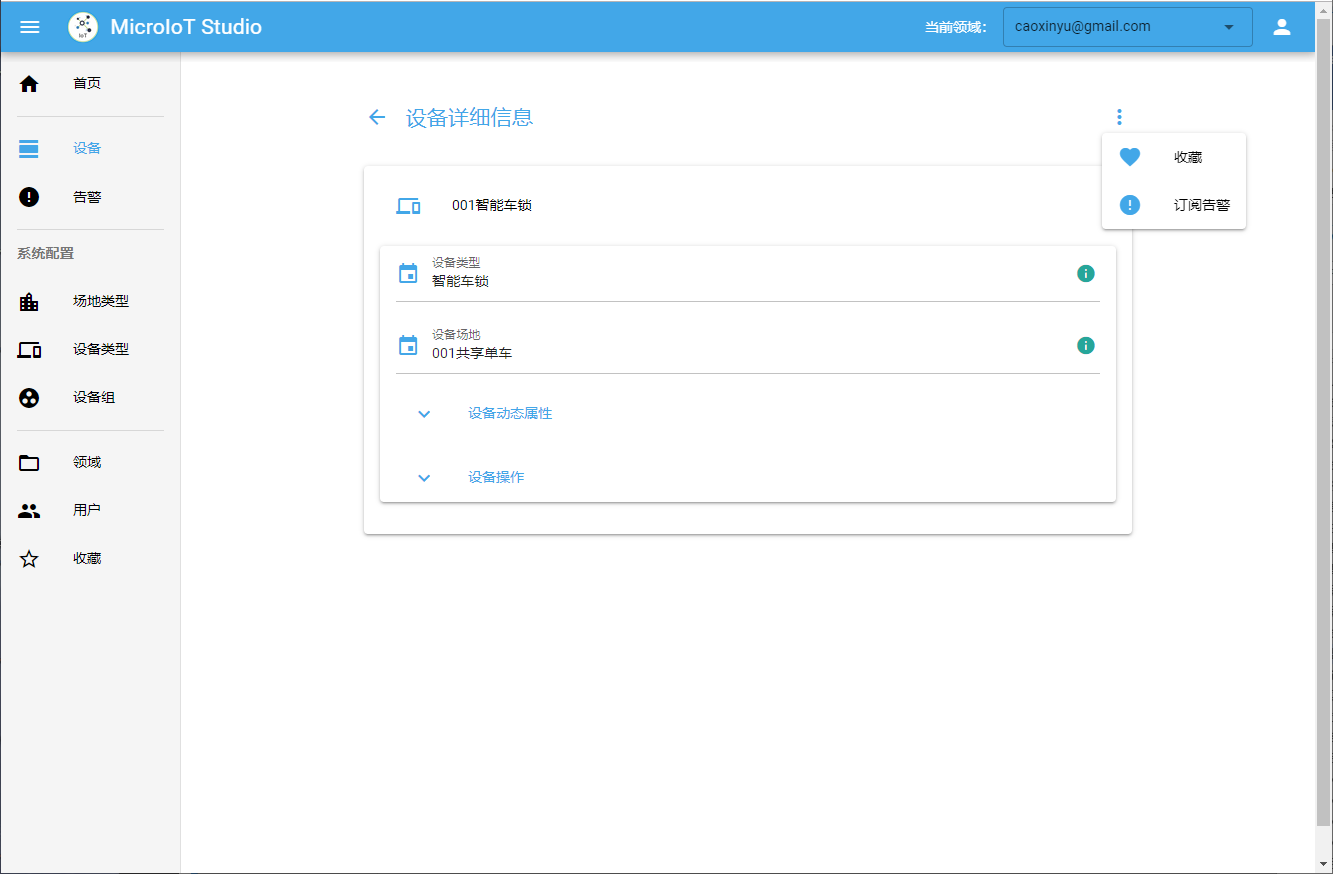 MicroIoT Studio
当前领域：
caoxinyu@gmail.com
IoT
首页
设备
告警
系统配置
场地类型
设备类型
设备组
领域
用户
收藏
设备详细信息
收藏
订阅告警
001智能车锁
设备类型
智能车锁
设备场地
001共享单车
设备动态属性
设备操作